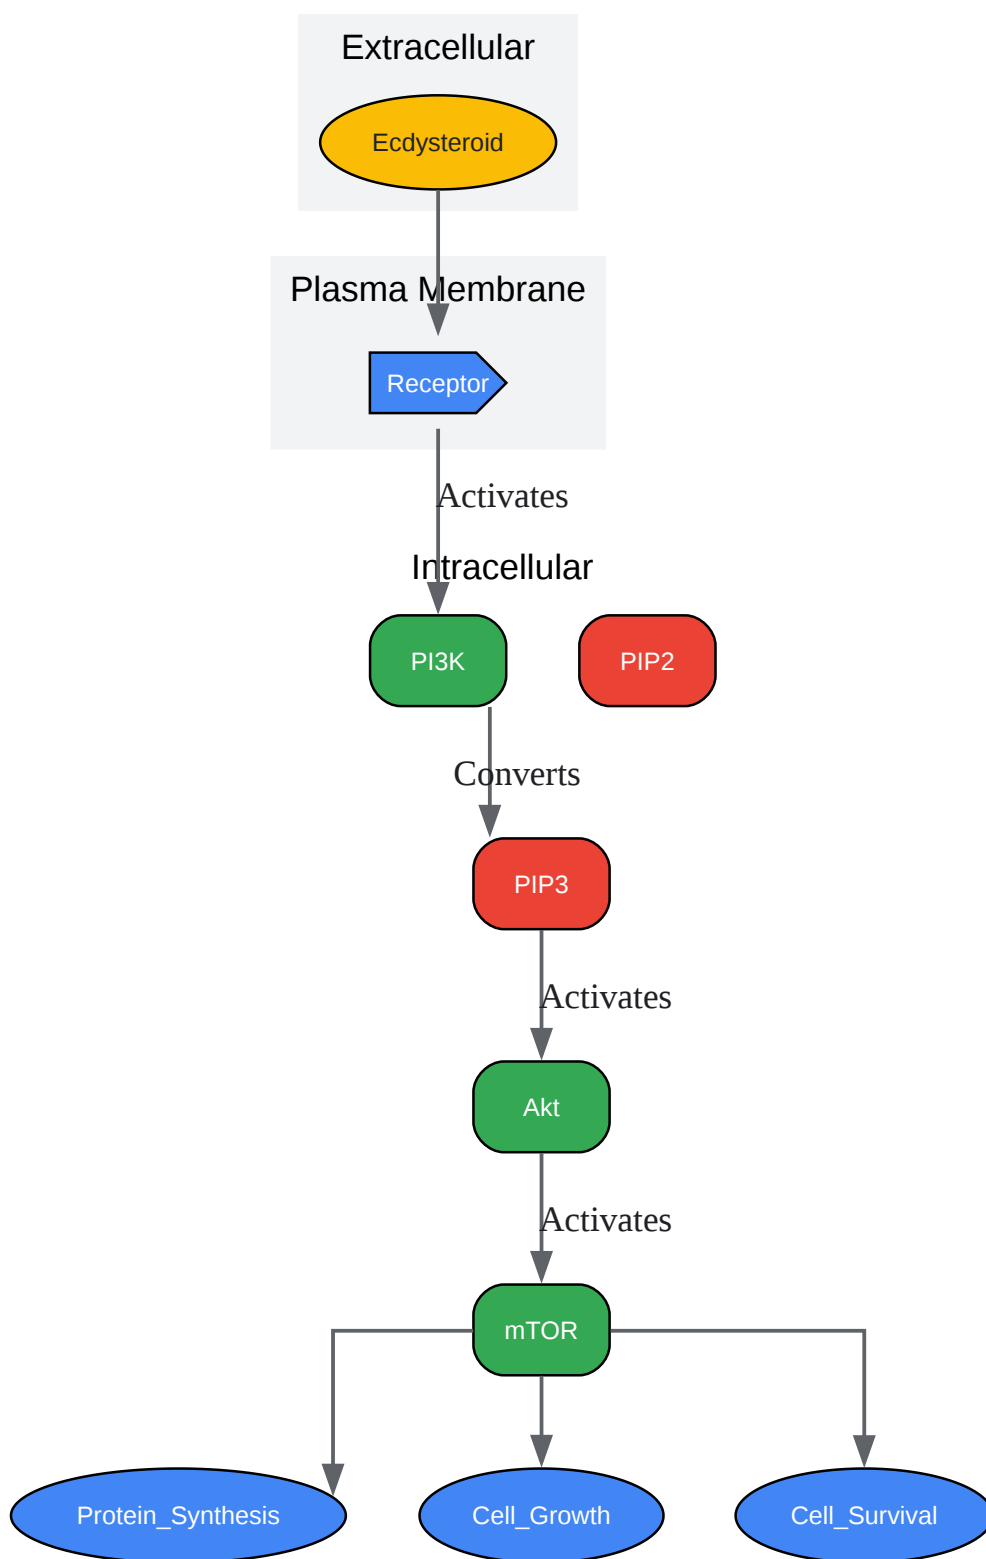 Extracellular
Ecdysteroid
Plasma Membrane
Receptor
Activates
Intracellular
PI3K
PIP2
Converts
PIP3
Activates
Akt
Activates
mTOR
Protein_Synthesis
Cell_Growth
Cell_Survival